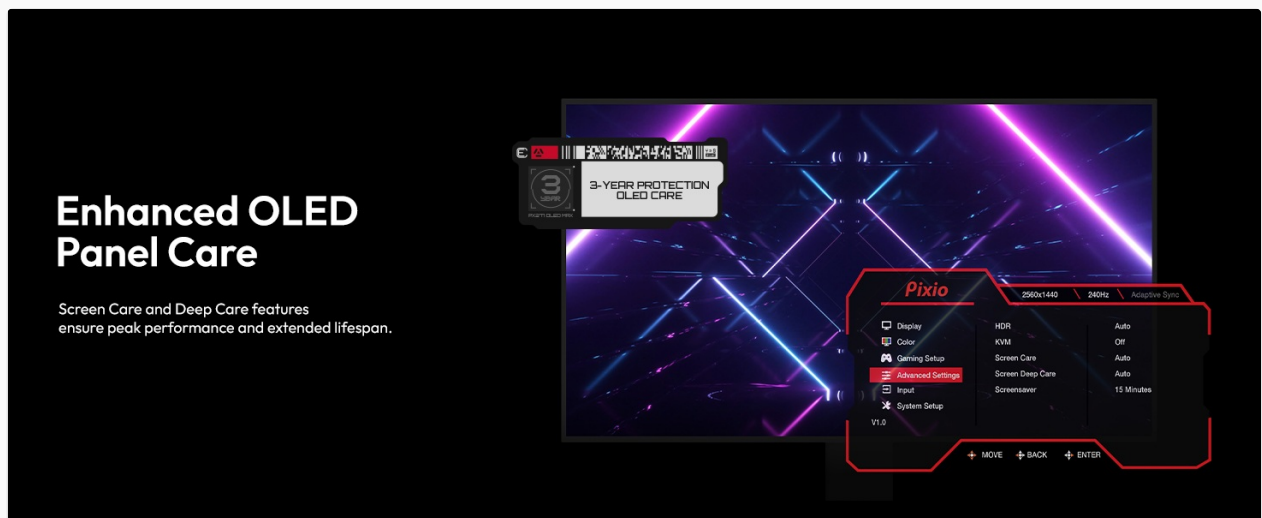 Enhanced OLED
Panel Care
Screen Care and Deep Care features
ensure peak performance and extended lifespan.
3
YEAR
3-YEAR PROTECTION
OLED CARE
Pixio
2560x1440 \ 240Hz \ Adaptive Sync
Display
Color
Gaming Setup
Advanced Settings
Input
System Setup
HDR Auto
KVM Off
Screen Care Auto
Screen Deep Care Auto
Screensaver 15 Minutes
V1.0
MOVE BACK ENTER